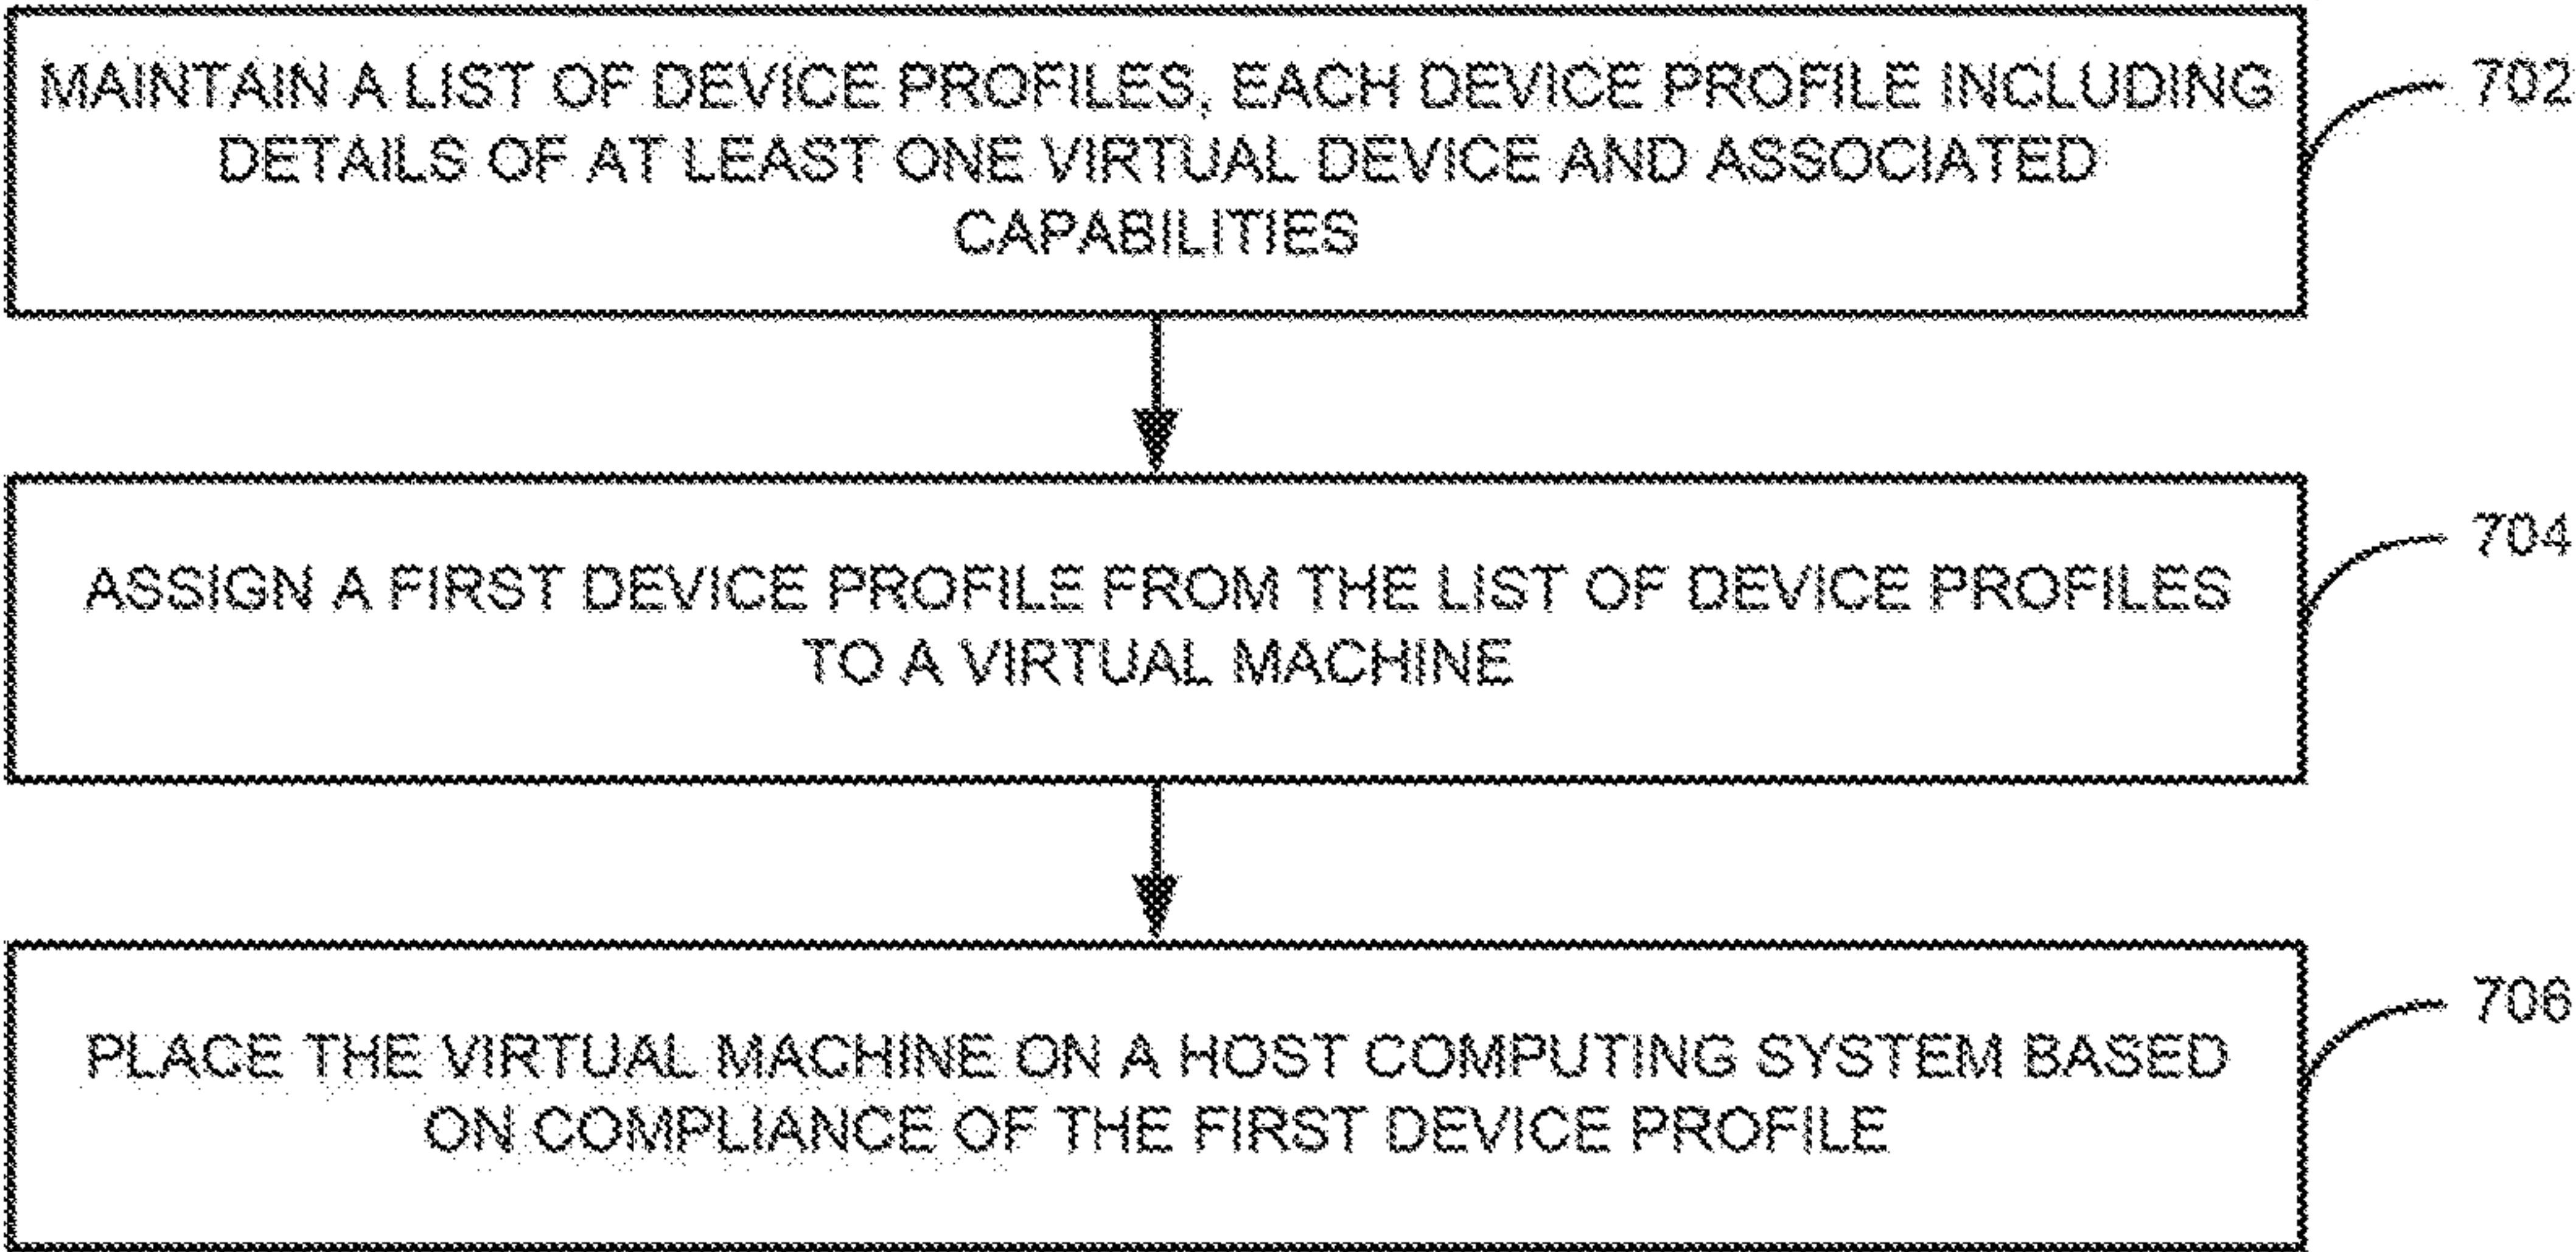 MAINTAIN A LIST OF DEVICE PROFILES, EACH DEVICE PROFILE INCLUDING
DETAILS OF AT LEAST ONE VIRTUAL DEVICE AND ASSOCIATED
CAPABILITIES
702
ASSIGN A FIRST DEVICE PROFILE FROM THE LIST OF DEVICE PROFILES
TO A VIRTUAL MACHINE
704
PLACE THE VIRTUAL MACHINE ON A HOST COMPUTING SYSTEM BASED
ON COMPLIANCE OF THE FIRST DEVICE PROFILE
706